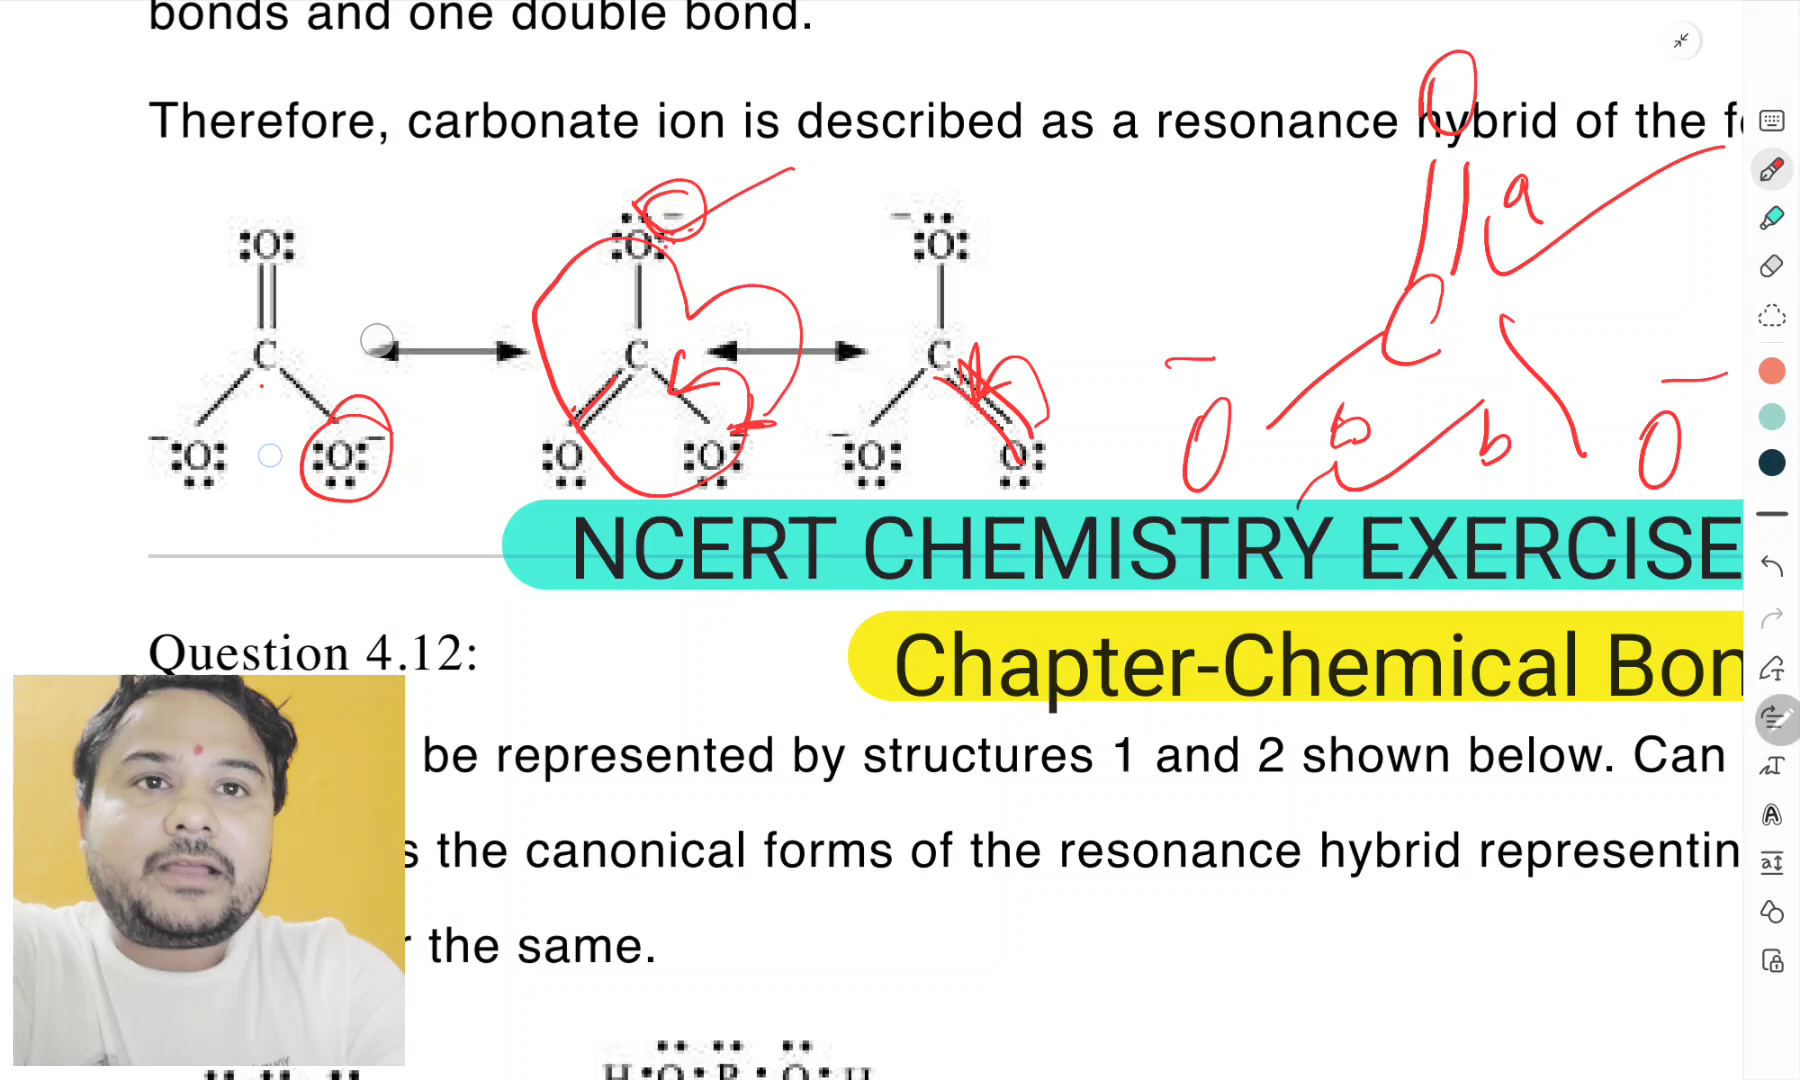 bonds and one double bond.
Therefore, carbonate ion is described as a resonance hybrid of the
O
a
:O: :O: − − :O:
C C C C
−:O: :O:− :O :O: −:O: O:
− O b b − O
NCERT CHEMISTRY EXERCISE
Question 4.12:
Chapter-Chemical Bon
be represented by structures 1 and 2 shown below. Can
s the canonical forms of the resonance hybrid representin
r the same.
H:O:P:O:H